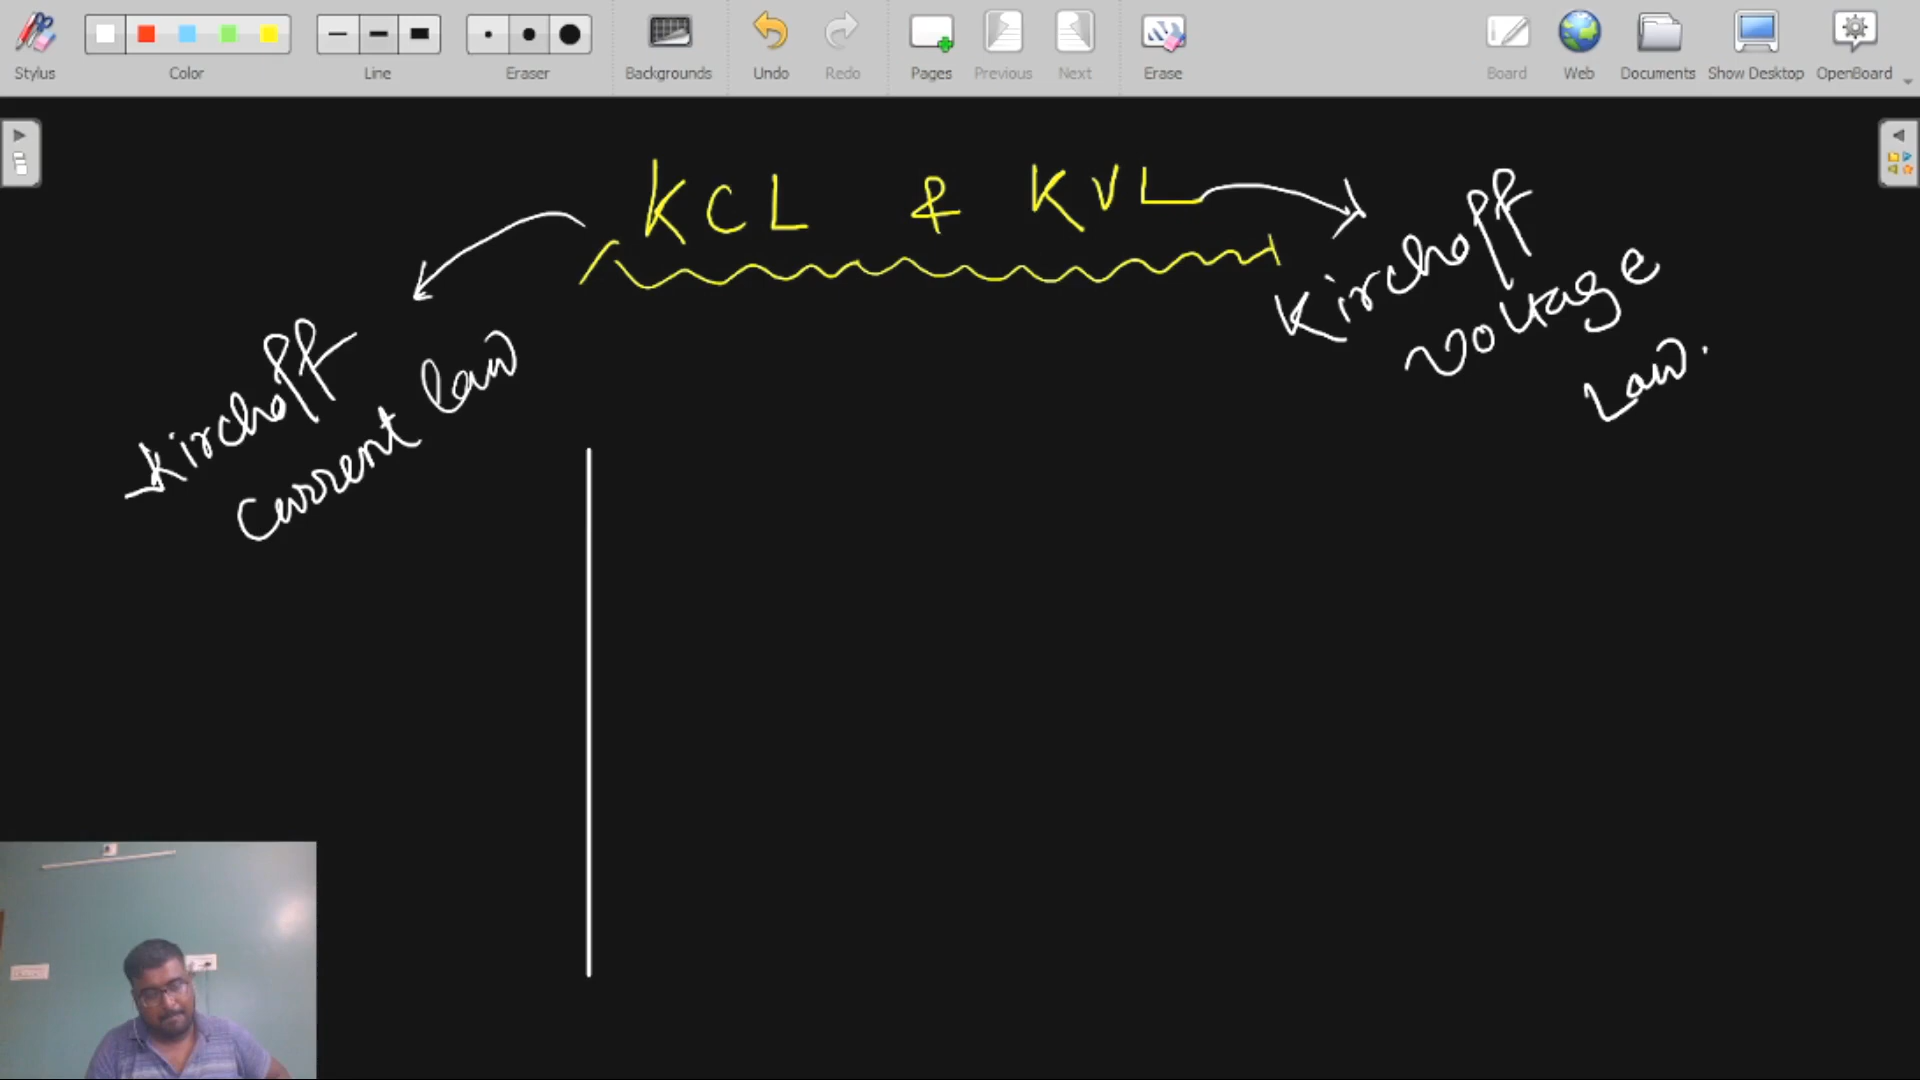 Stylus
Color
Line
Eraser
Backgrounds
Undo
Redo
Pages
Previous
Next
Erase
Board
Web
Documents
Show Desktop
OpenBoard
KCL & KVL
Kirchoff
Current law
Kirchoff
Voltage
Law.